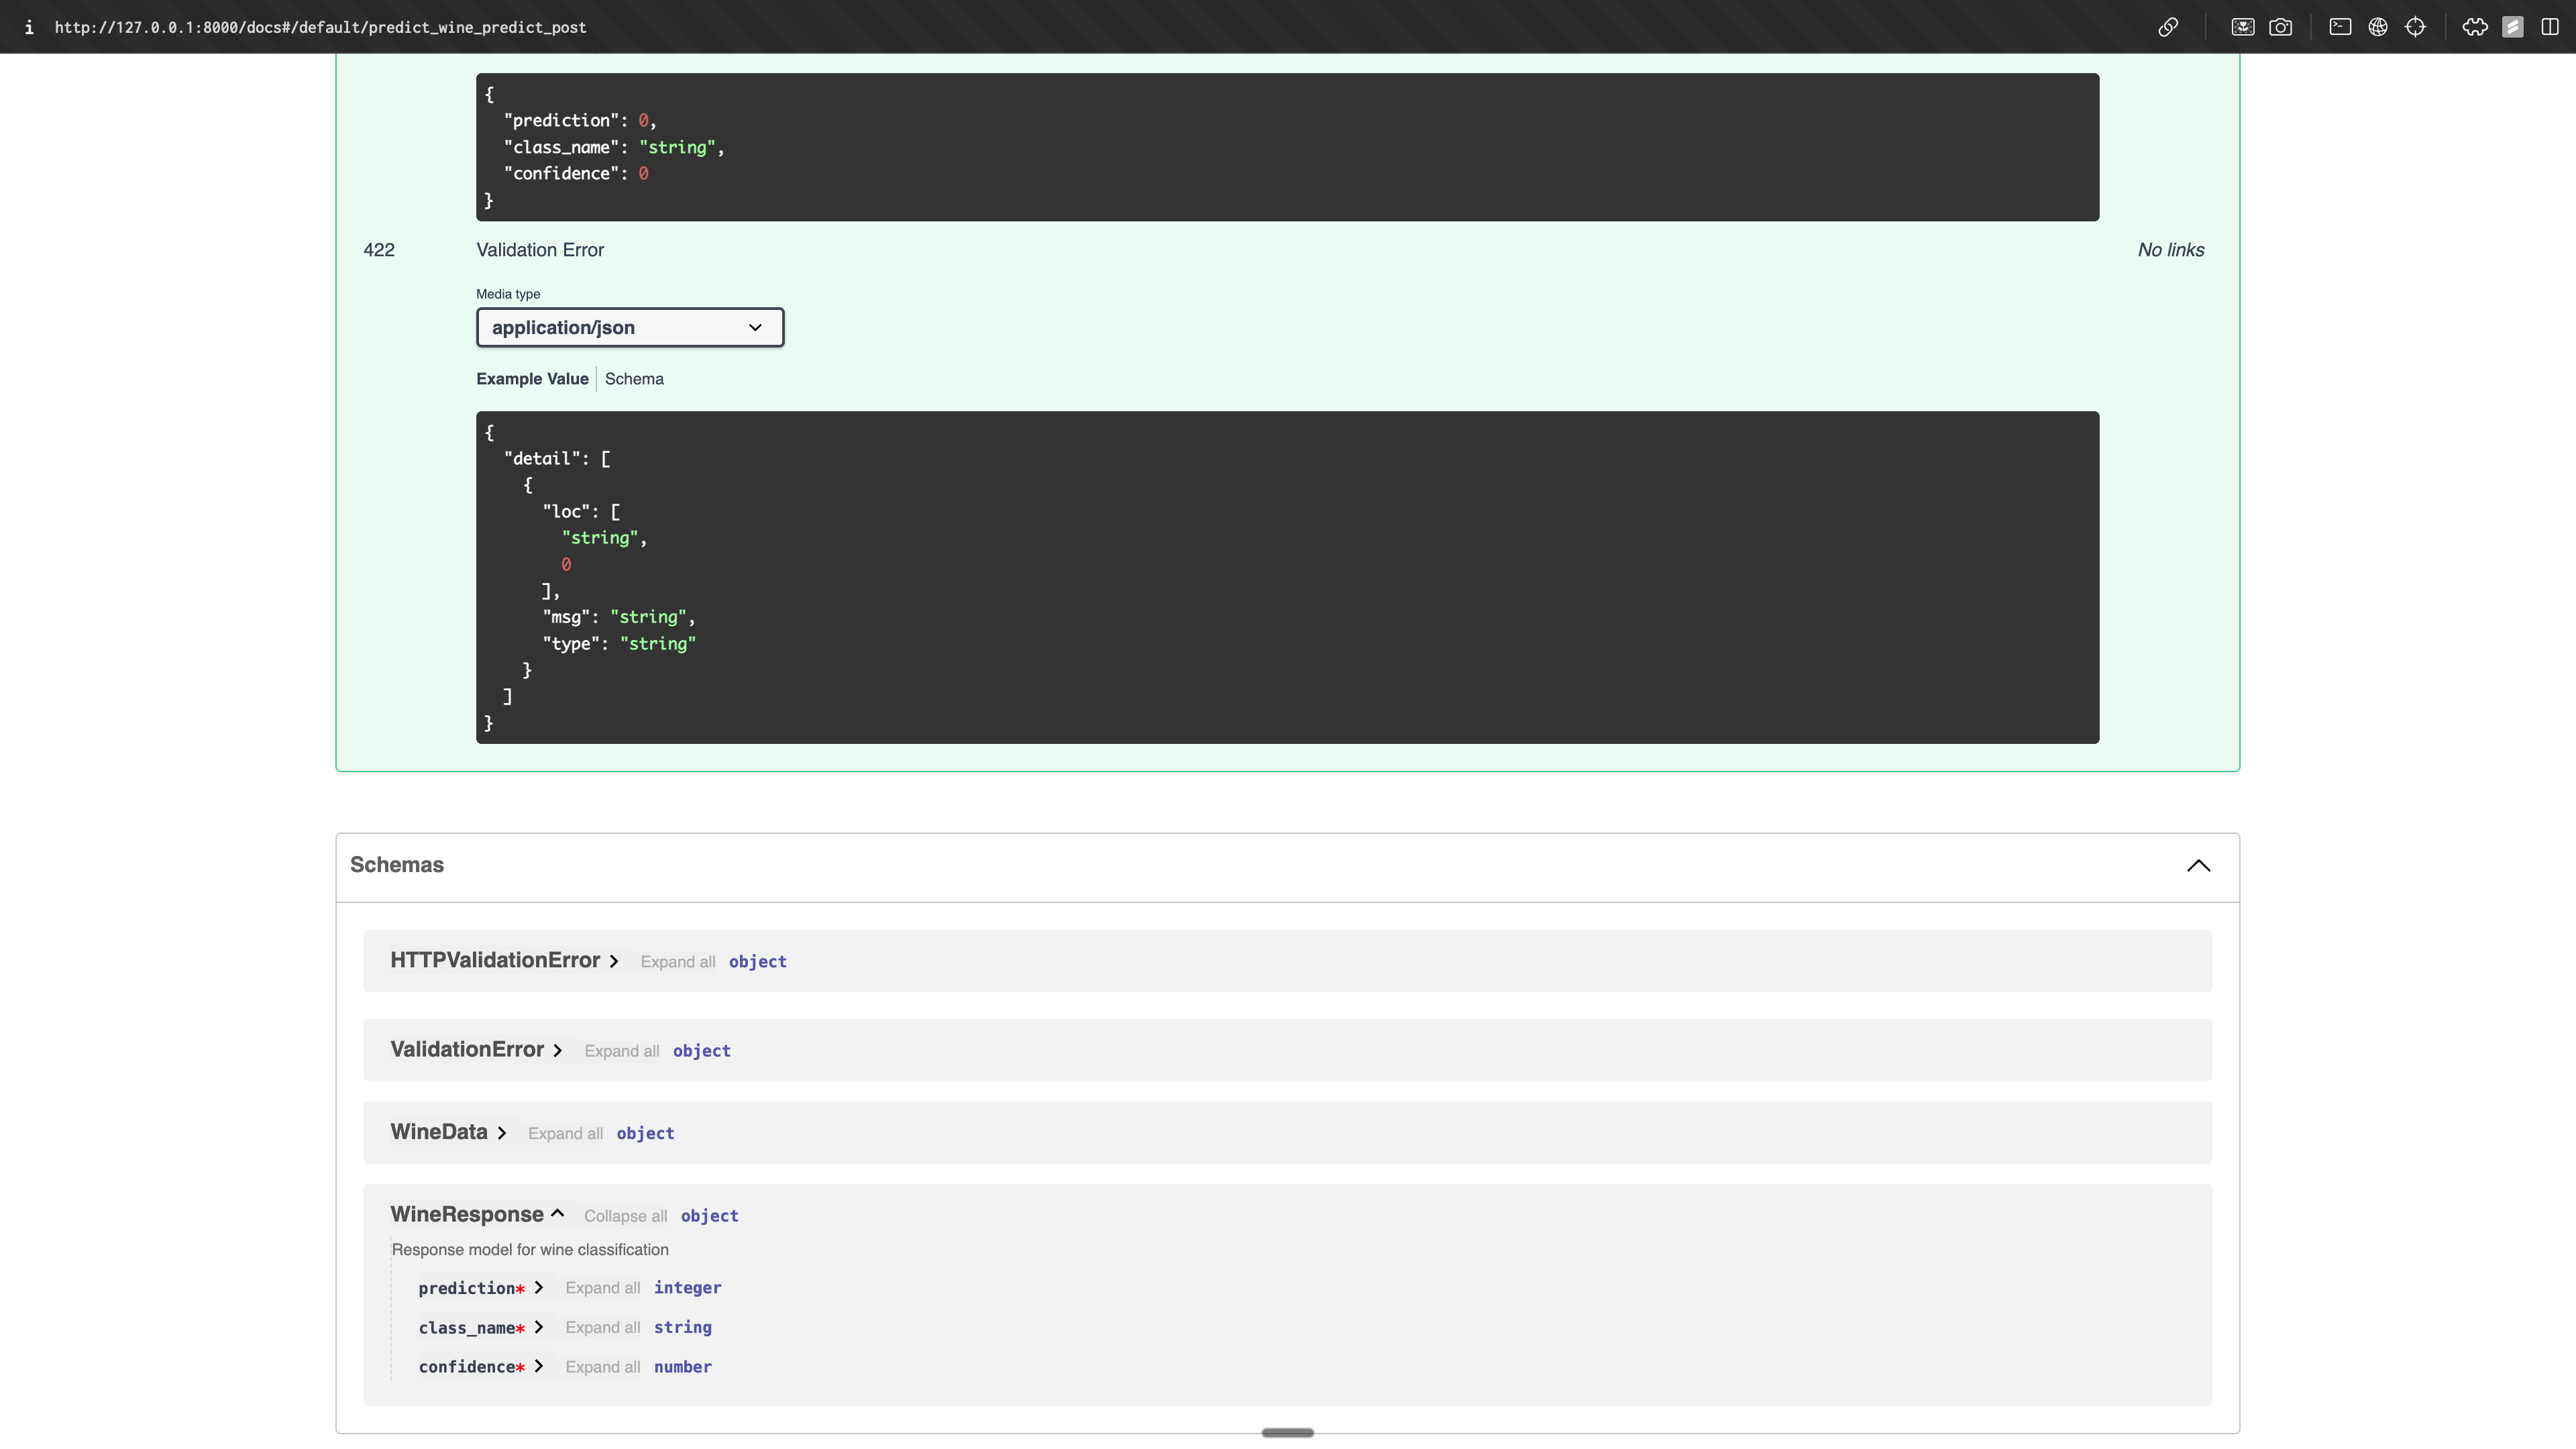 http://127.0.0.1:8000/docs#/default/predict_wine_predict_post
{
"prediction": 0,
"class_name": "string",
"confidence": 0
}
422 Validation Error No links
Media type
application/json
Example Value Schema
{
"detail": [
{
"loc": [
"string",
0
],
"msg": "string",
"type": "string"
}
]
}
Schemas
HTTPValidationError Expand all object
ValidationError Expand all object
WineData Expand all object
WineResponse Collapse all object
Response model for wine classification
prediction* Expand all integer
class_name* Expand all string
confidence* Expand all number